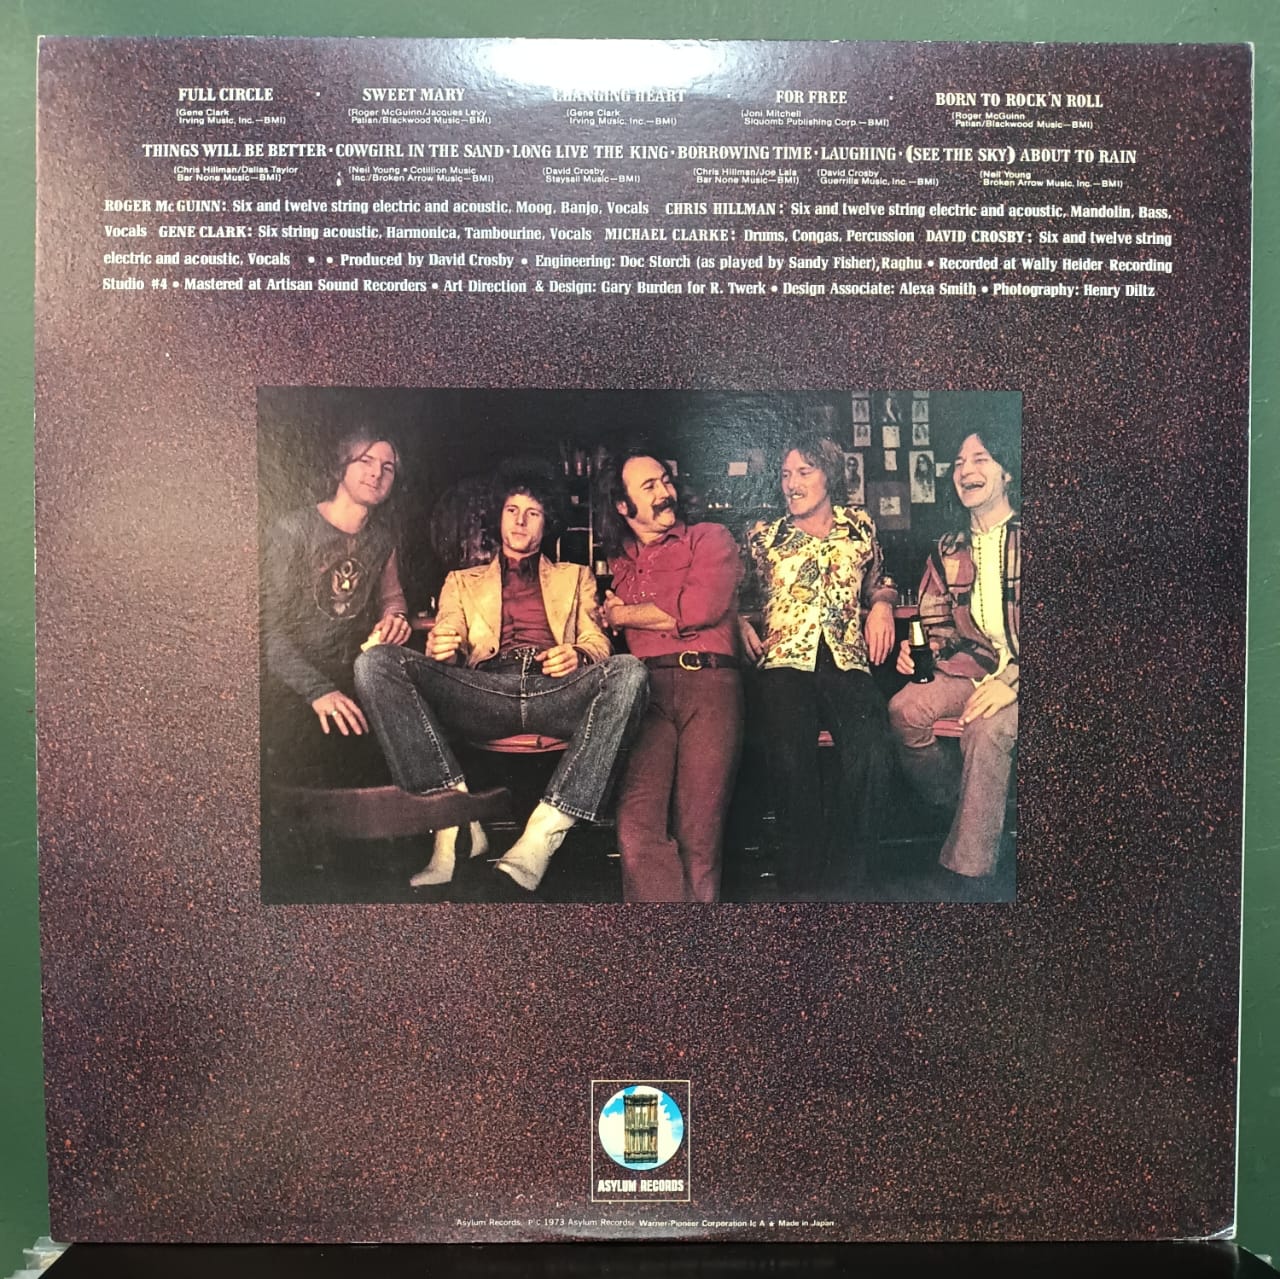 FULL CIRCLE • SWEET MARY • CHANGING HEART • FOR FREE • BORN TO ROCK'N ROLL
(Gene Clark (Roger McGuinn/Jacques Levy (Gene Clark (Joni Mitchell (Roger McGuinn
Irving Music, Inc.—BMI) Patian/Blackwood Music—BMI) Irving Music, Inc.—BMI) Siquomb Publishing Corp.—BMI) Patian/Blackwood Music—BMI)
THINGS WILL BE BETTER • COWGIRL IN THE SAND • LONG LIVE THE KING • BORROWING TIME • LAUGHING • (SEE THE SKY) ABOUT TO RAIN
(Chris Hillman/Dallas Taylor (Neil Young • Cotillion Music (David Crosby (Chris Hillman/Joe Lala (David Crosby (Neil Young
Bar None Music—BMI) Inc./Broken Arrow Music—BMI) Staysail Music—BMI) Bar None Music—BMI) Guerrilla Music, Inc.—BMI) Broken Arrow Music, Inc.—BMI)
ROGER McGUINN: Six and twelve string electric and acoustic, Moog, Banjo, Vocals CHRIS HILLMAN: Six and twelve string electric and acoustic, Mandolin, Bass,
Vocals GENE CLARK: Six string acoustic, Harmonica, Tambourine, Vocals MICHAEL CLARKE: Drums, Congas, Percussion DAVID CROSBY: Six and twelve string
electric and acoustic, Vocals • • Produced by David Crosby • Engineering: Doc Storch (as played by Sandy Fisher), Raghu • Recorded at Wally Heider Recording
Studio #4 • Mastered at Artisan Sound Recorders • Art Direction & Design: Gary Burden for R. Twerk • Design Associate: Alexa Smith • Photography: Henry Diltz
ASYLUM RECORDS
Asylum Records, P C 1973 Asylum Records/ Warner-Pioneer Corporation Ic A ★ Made in Japan